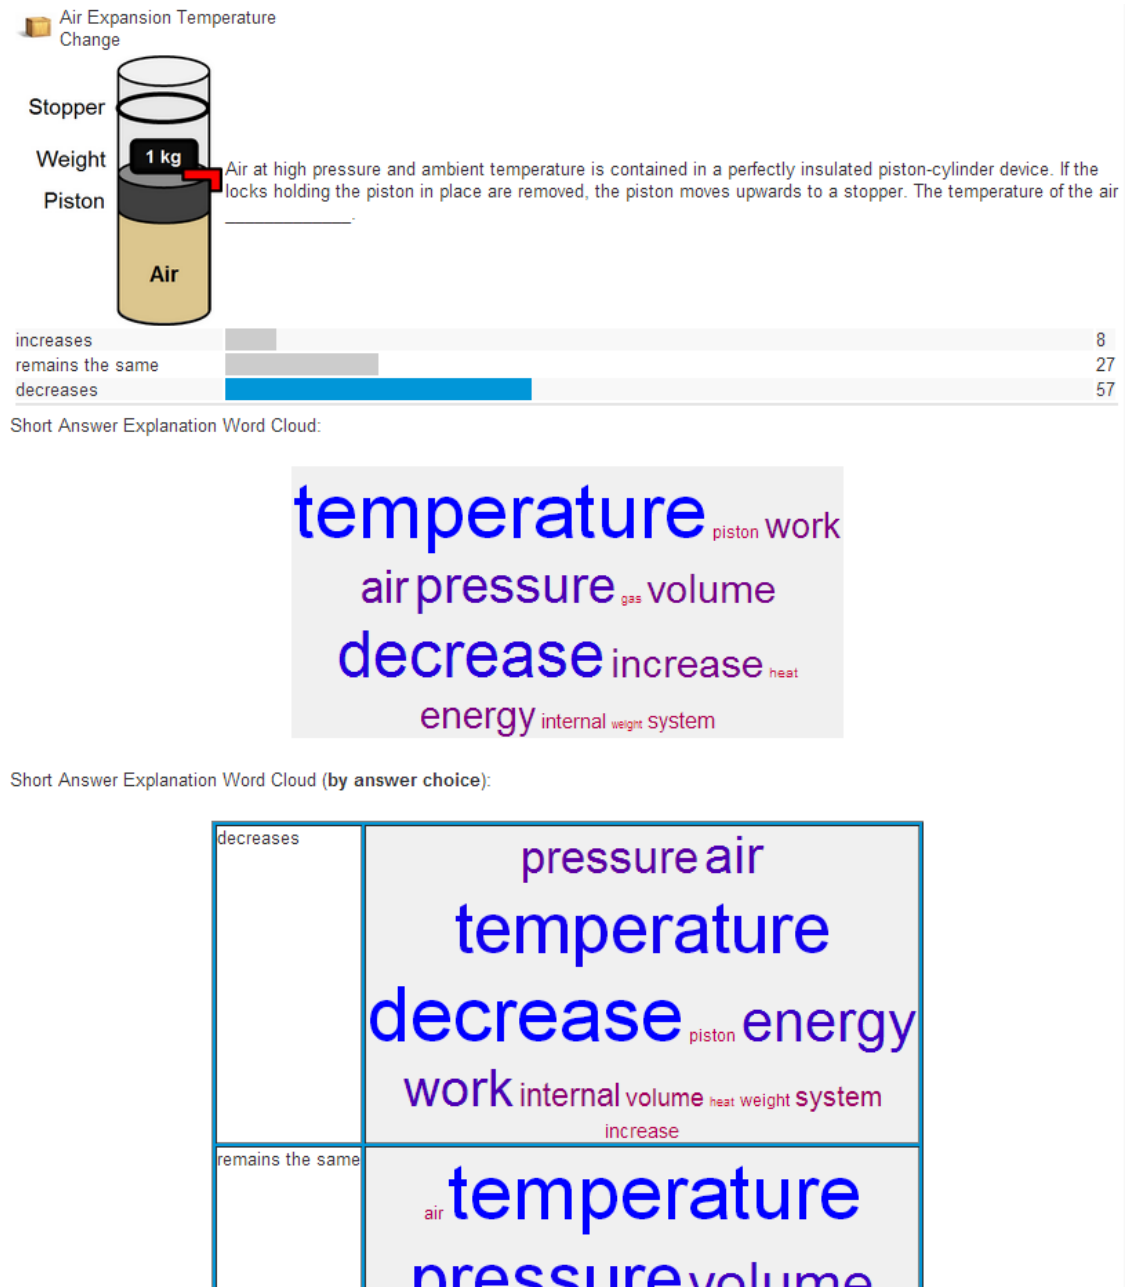 Air Expansion Temperature
Change
Stopper
Weight
1 kg
Piston
Air
Air at high pressure and ambient temperature is contained in a perfectly insulated piston-cylinder device. If the
locks holding the piston in place are removed, the piston moves upwards to a stopper. The temperature of the air
______________.
increases 8
remains the same 27
decreases 57
Short Answer Explanation Word Cloud:
temperature piston work
air pressure gas volume
decrease increase heat
energy internal weight system
Short Answer Explanation Word Cloud (by answer choice):
decreases
pressure air
temperature
decrease piston energy
work internal volume heat weight system
increase
remains the same
air temperature
pressure volume